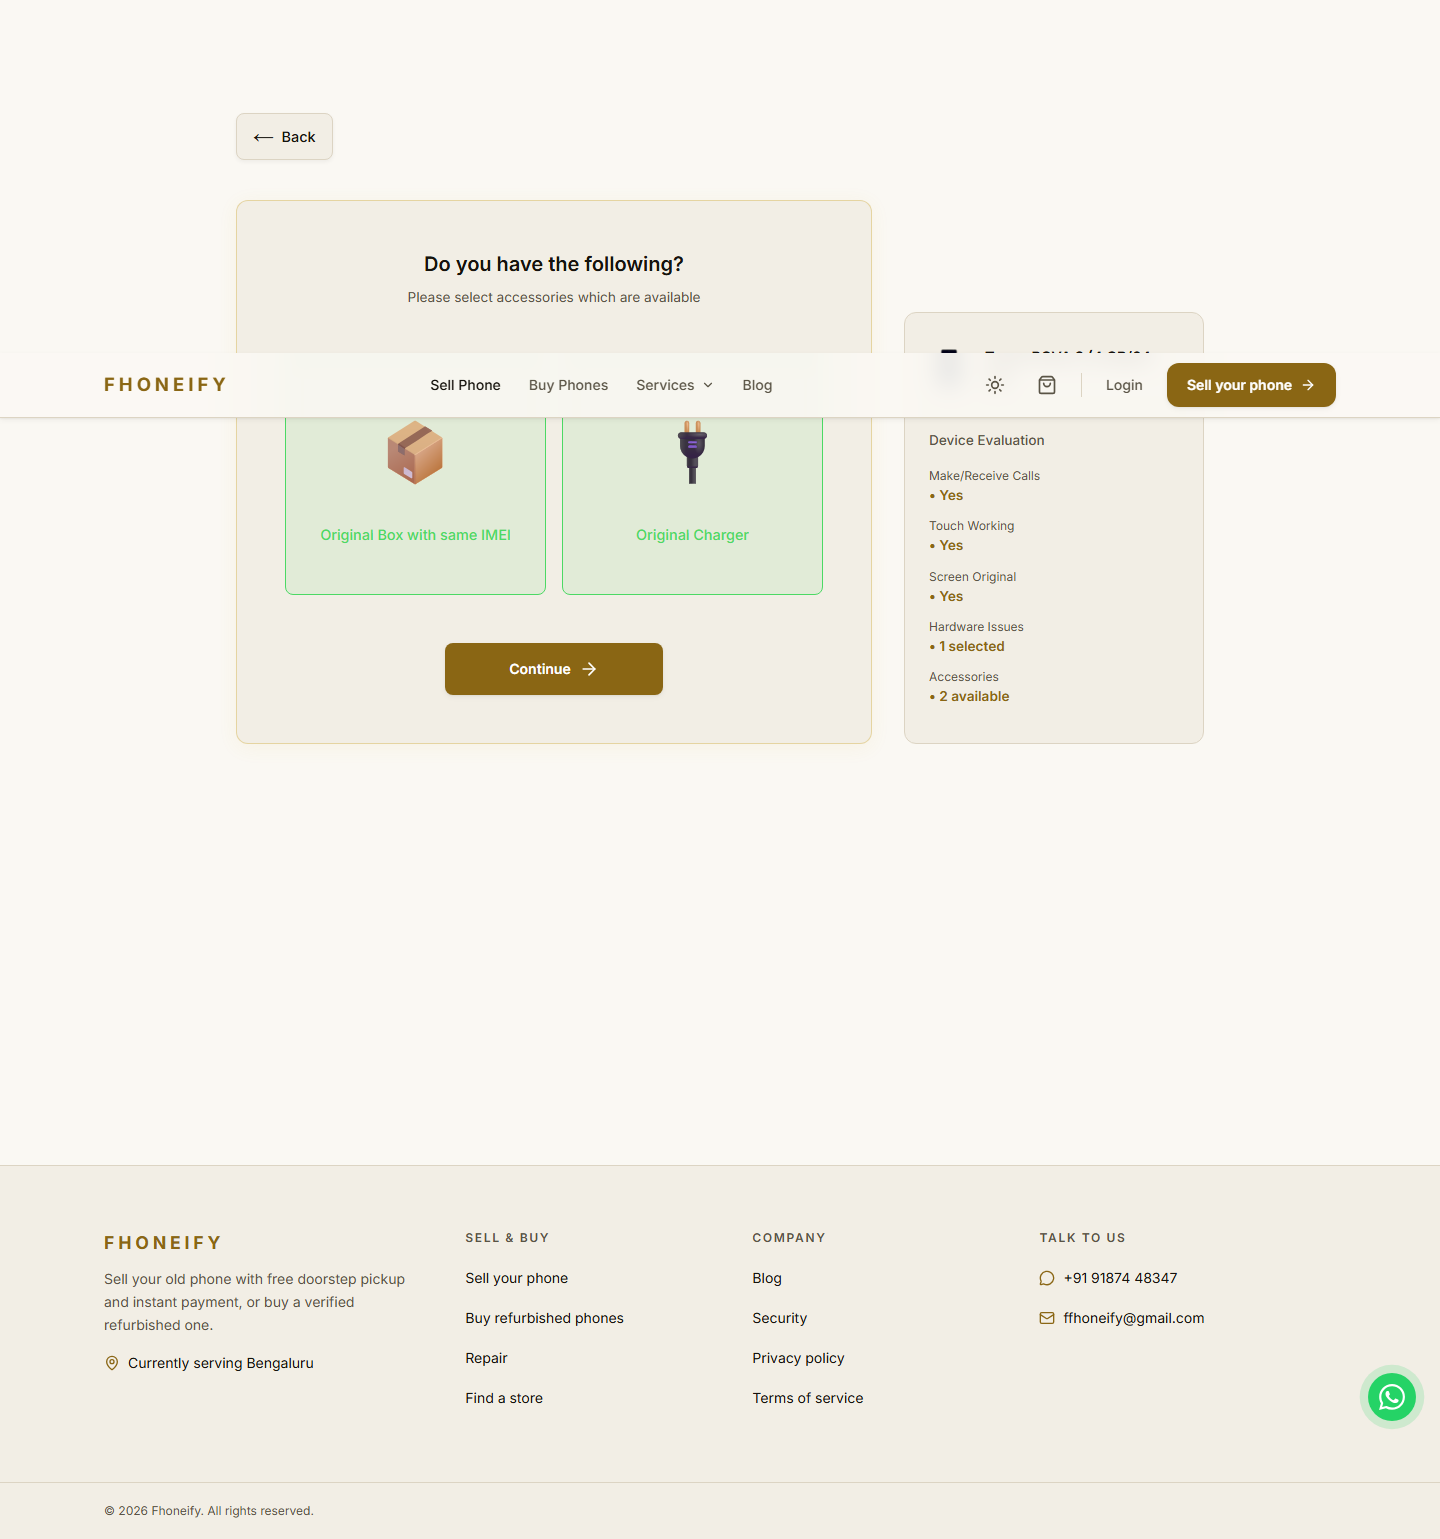 Back
Do you have the following?
Please select accessories which are available
FHONEIFY
Sell Phone
Buy Phones
Services
Blog
Login
Sell your phone
Original Box with same IMEI
Original Charger
Continue
Device Evaluation
Make/Receive Calls
• Yes
Touch Working
• Yes
Screen Original
• Yes
Hardware Issues
• 1 selected
Accessories
• 2 available
FHONEIFY
Sell your old phone with free doorstep pickup
and instant payment, or buy a verified
refurbished one.
Currently serving Bengaluru
SELL & BUY
Sell your phone
Buy refurbished phones
Repair
Find a store
COMPANY
Blog
Security
Privacy policy
Terms of service
TALK TO US
+91 91874 48347
ffhoneify@gmail.com
© 2026 Fhoneify. All rights reserved.